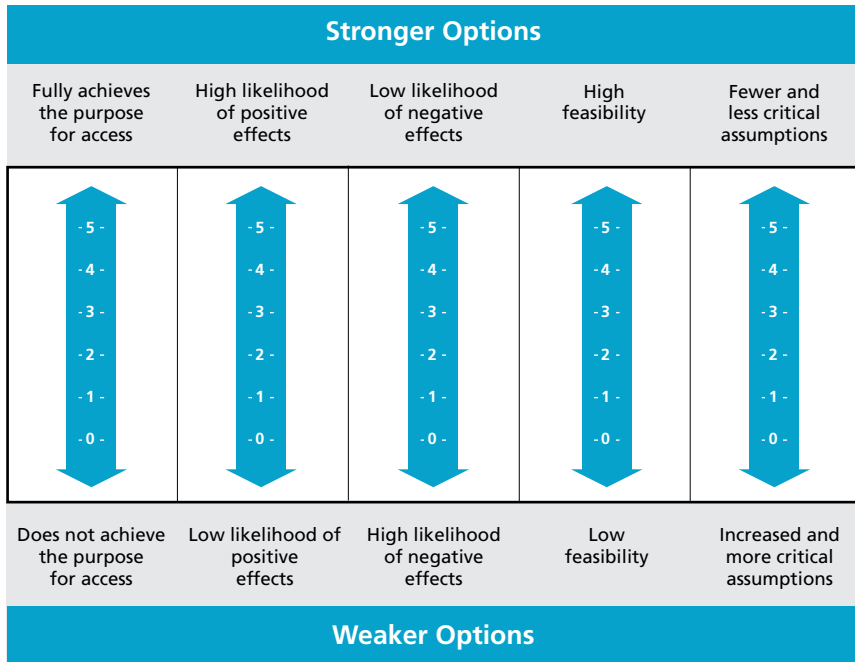 Stronger Options
Fully achieves
the purpose
for access
High likelihood
of positive
effects
Low likelihood
of negative
effects
High
feasibility
Fewer and
less critical
assumptions
- 5 -
- 4 -
- 3 -
- 2 -
- 1 -
- 0 -
- 5 -
- 4 -
- 3 -
- 2 -
- 1 -
- 0 -
- 5 -
- 4 -
- 3 -
- 2 -
- 1 -
- 0 -
- 5 -
- 4 -
- 3 -
- 2 -
- 1 -
- 0 -
- 5 -
- 4 -
- 3 -
- 2 -
- 1 -
- 0 -
Does not achieve
the purpose
for access
Low likelihood of
positive
effects
High likelihood
of negative
effects
Low
feasibility
Increased and
more critical
assumptions
Weaker Options